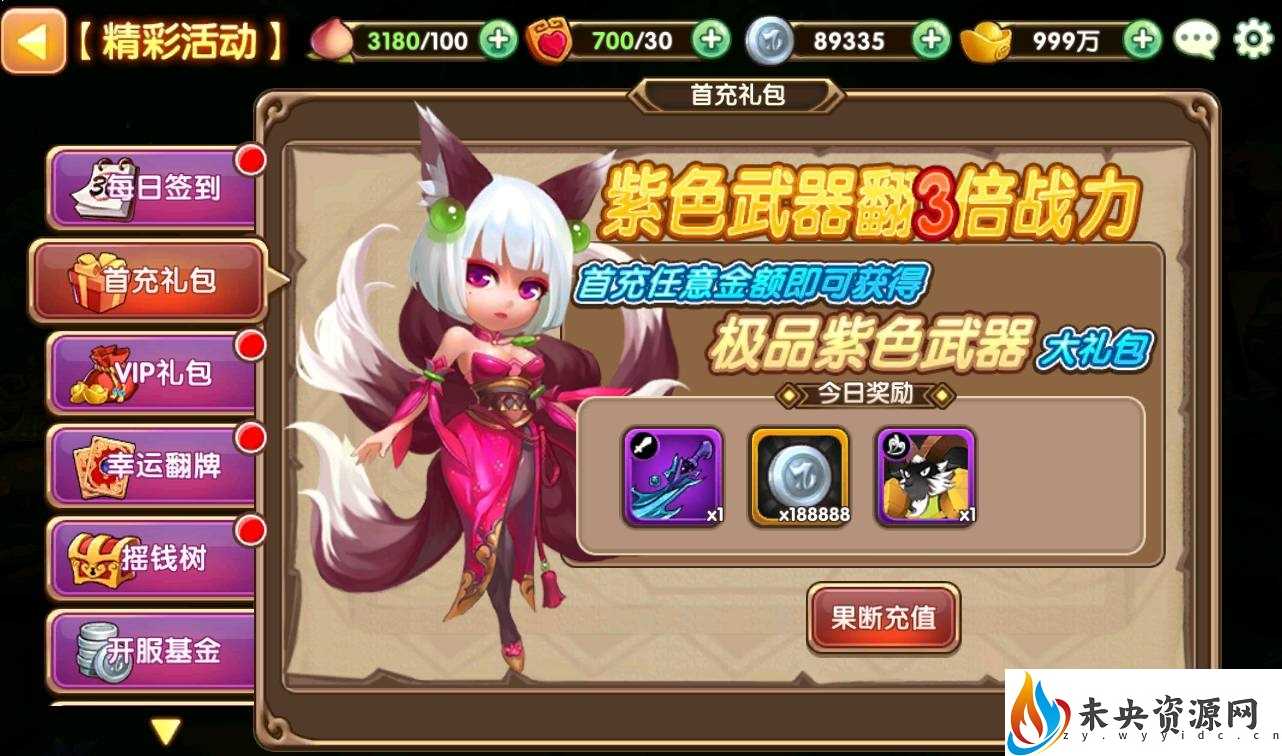 【精彩活动】
3180/100
700/30
89335
999万
首充礼包
每日签到
首充礼包
VIP礼包
幸运翻牌
摇钱树
开服基金
紫色武器翻3倍战力
首充任意金额即可获得
极品紫色武器大礼包
今日奖励
x1
x188888
x1
果断充值
未央资源网
zy.wyyidc.cn